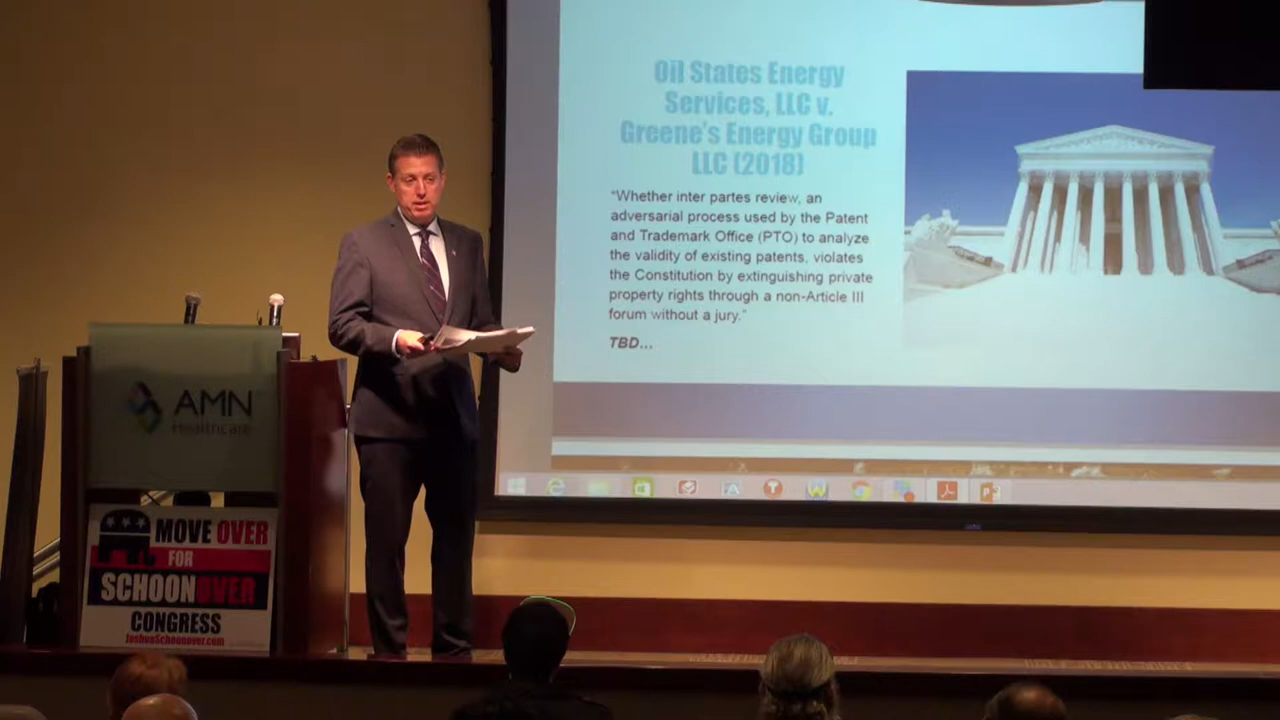 Oil States Energy
Services, LLC v.
Greene's Energy Group
LLC (2018)
"Whether inter partes review, an
adversarial process used by the Patent
and Trademark Office (PTO) to analyze
the validity of existing patents, violates
the Constitution by extinguishing private
property rights through a non-Article III
forum without a jury."
TBD...
AMN
Healthcare
MOVE OVER
FOR
SCHOONOVER
CONGRESS
JoshuaSchoonover.com